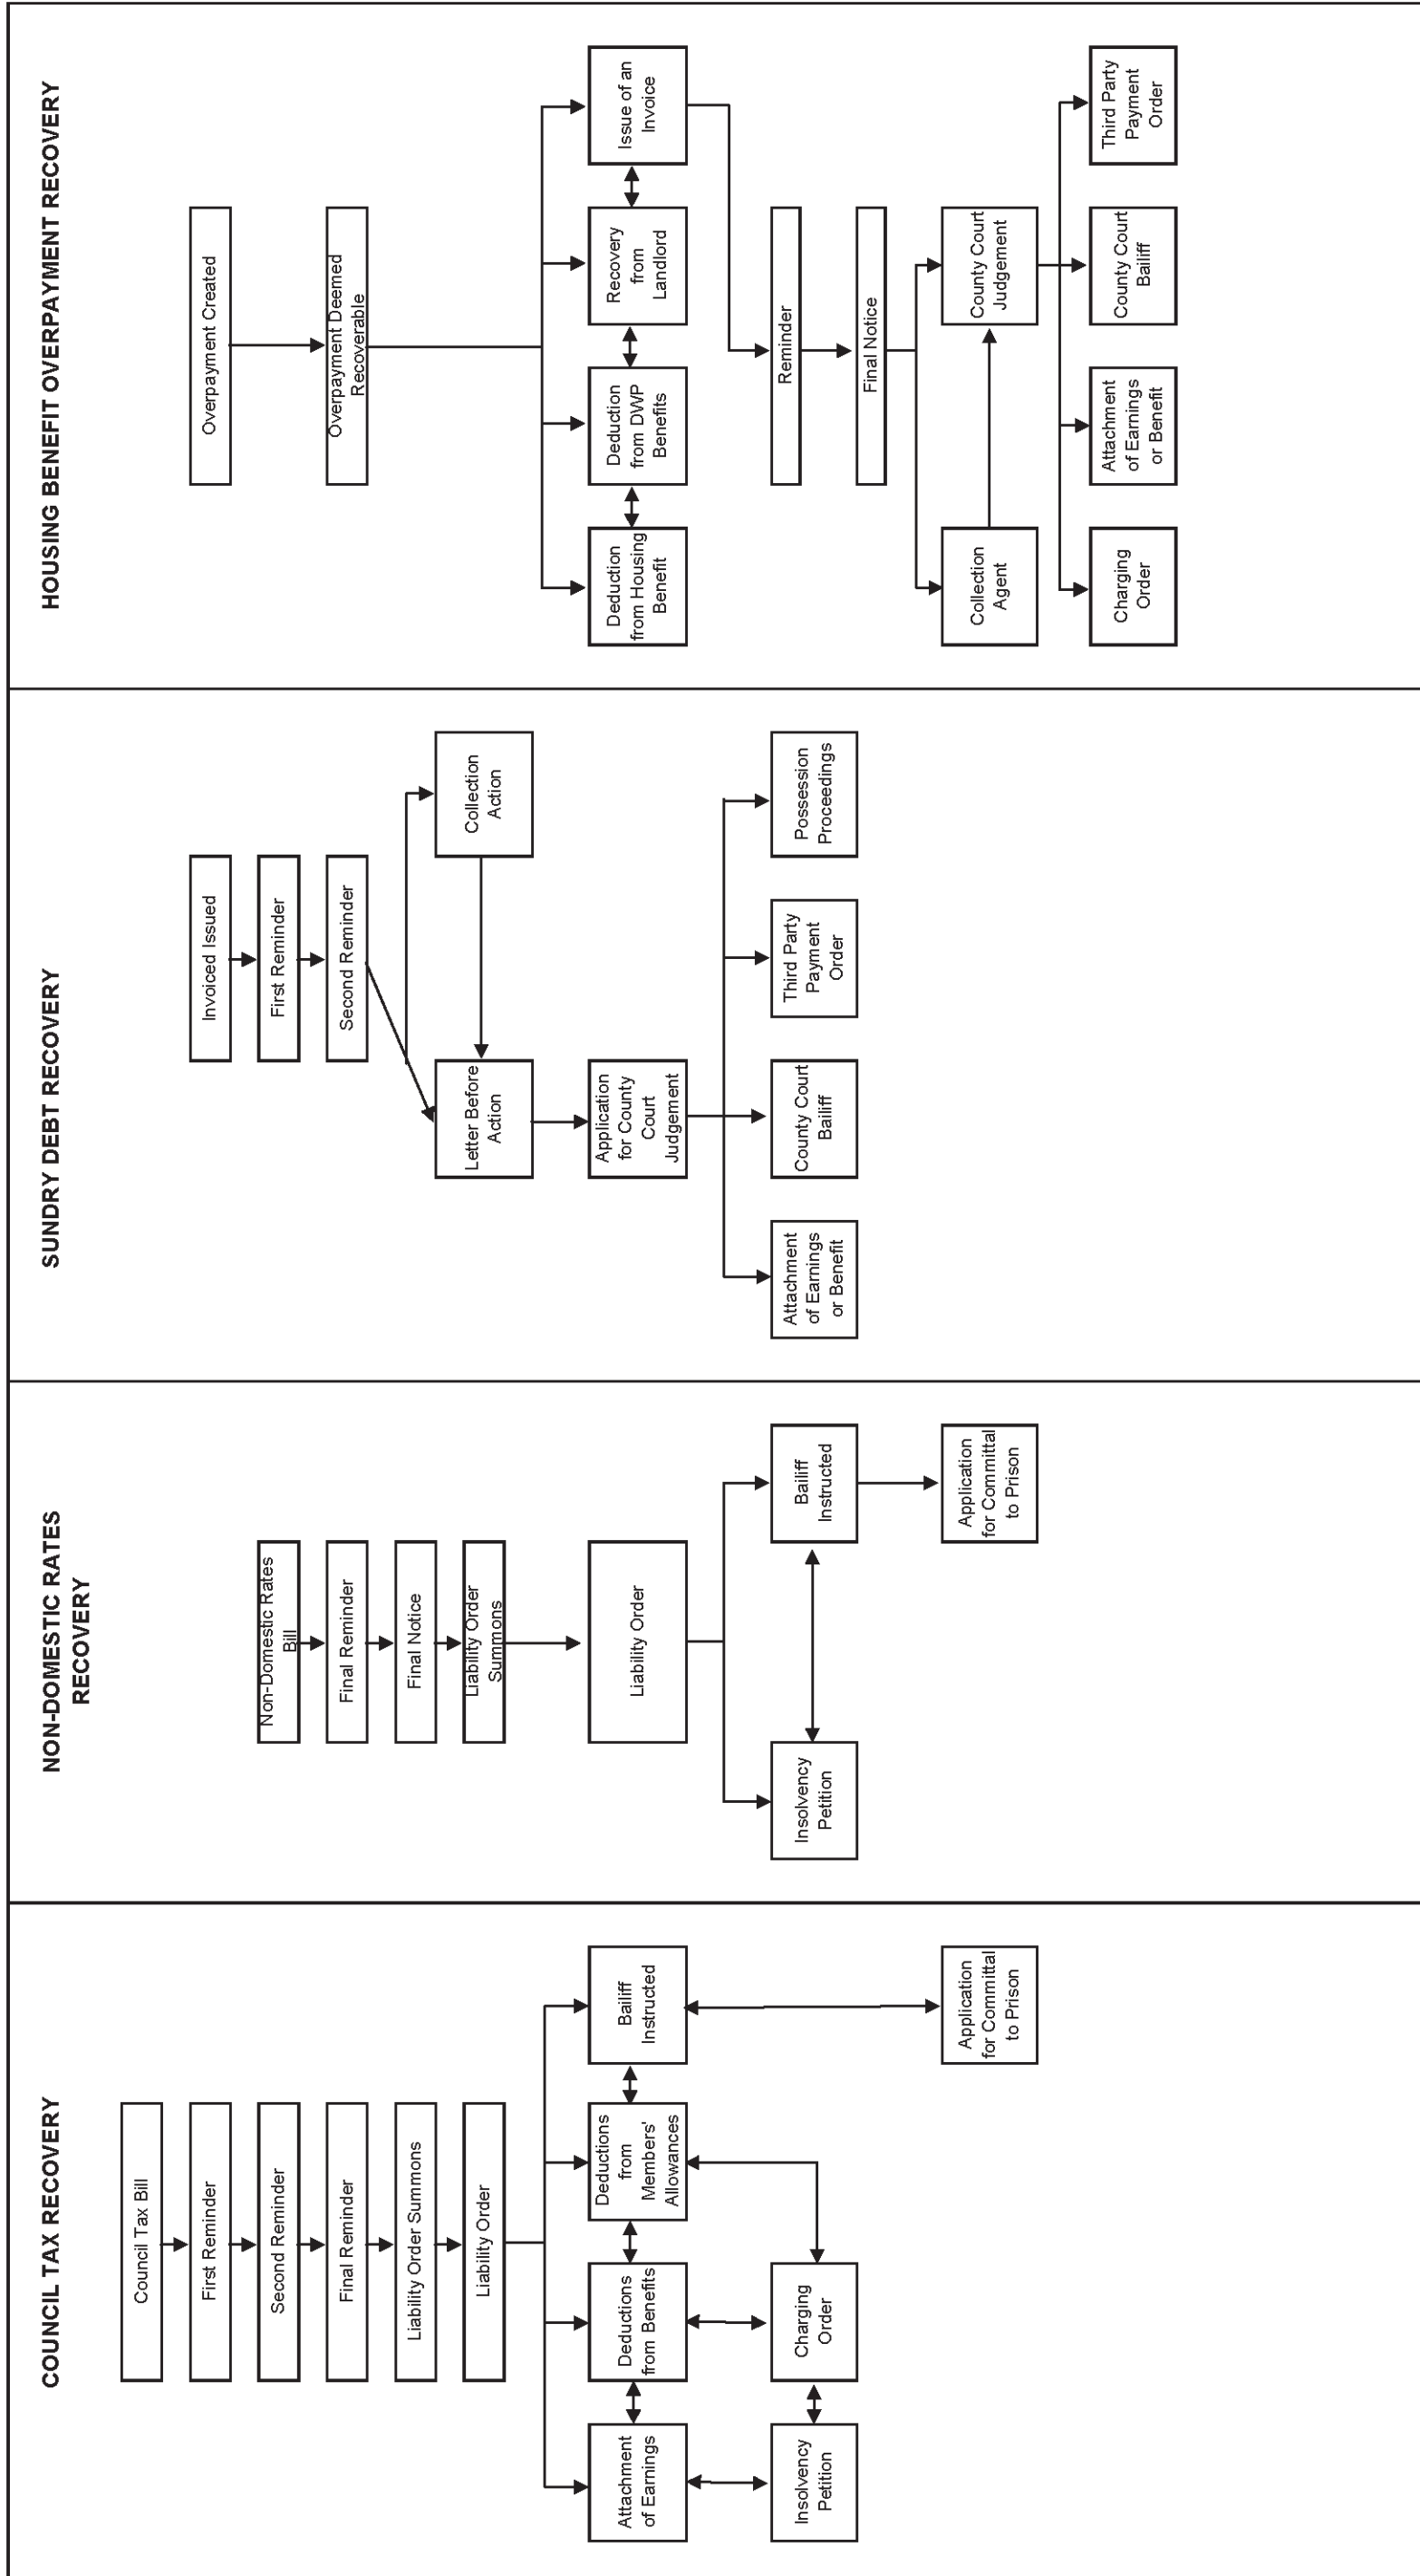 COUNCIL TAX RECOVERY
Council Tax Bill
First Reminder
Second Reminder
Final Reminder
Liability Order Summons
Liability Order
Attachment
of Earnings
Deductions
from Benefits
Deductions
from
Members'
Allowances
Bailiff
Instructed
Insolvency
Petition
Charging
Order
Application
for Committal
to Prison
NON-DOMESTIC RATES
RECOVERY
Non-Domestic Rates
Bill
Final Reminder
Final Notice
Liability Order
Summons
Liability Order
Insolvency
Petition
Bailiff
Instructed
Application
for Committal
to Prison
SUNDRY DEBT RECOVERY
Invoiced Issued
First Reminder
Second Reminder
Letter Before
Action
Collection
Action
Application
for County
Court
Judgement
Attachment
of Earnings
or Benefit
County Court
Bailiff
Third Party
Payment
Order
Possession
Proceedings
HOUSING BENEFIT OVERPAYMENT RECOVERY
Overpayment Created
Overpayment Deemed
Recoverable
Deduction
from Housing
Benefit
Deduction
from DWP
Benefits
Recovery
from
Landlord
Issue of an
Invoice
Reminder
Final Notice
Collection
Agent
County Court
Judgement
Charging
Order
Attachment
of Earnings
or Benefit
County Court
Bailiff
Third Party
Payment
Order